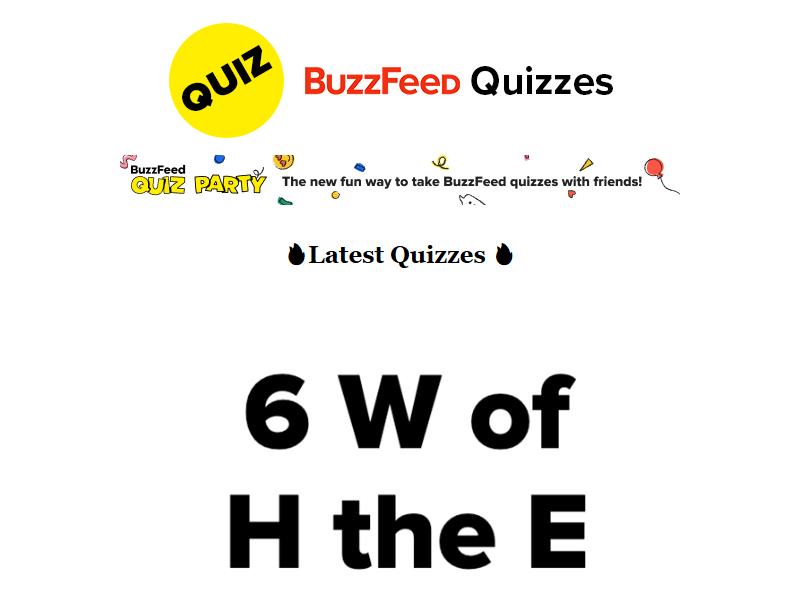 QUIZ
BuzzFeed Quizzes
BuzzFeed
QUIZ PARTY
The new fun way to take BuzzFeed quizzes with friends!
🔥Latest Quizzes 🔥
6 W of
H the E